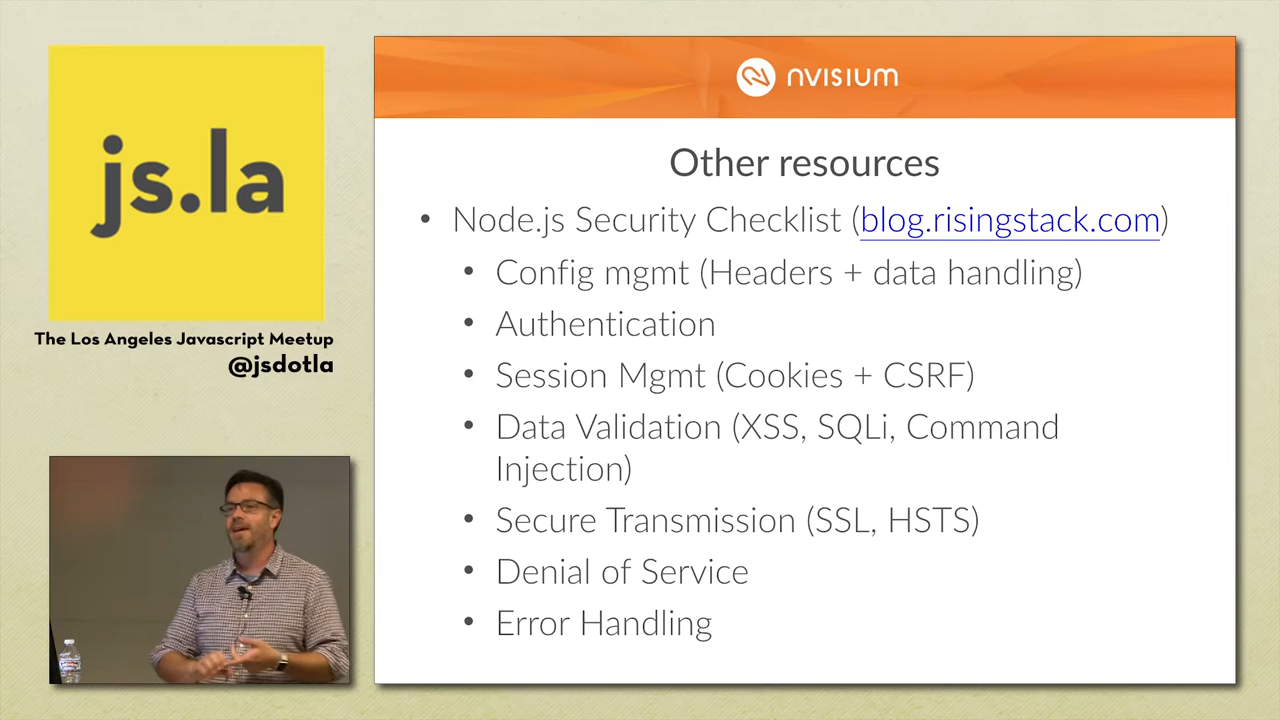 js.la
The Los Angeles Javascript Meetup
@jsdotla
nvisium
Other resources
• Node.js Security Checklist (blog.risingstack.com)
• Config mgmt (Headers + data handling)
• Authentication
• Session Mgmt (Cookies + CSRF)
• Data Validation (XSS, SQLi, Command
Injection)
• Secure Transmission (SSL, HSTS)
• Denial of Service
• Error Handling